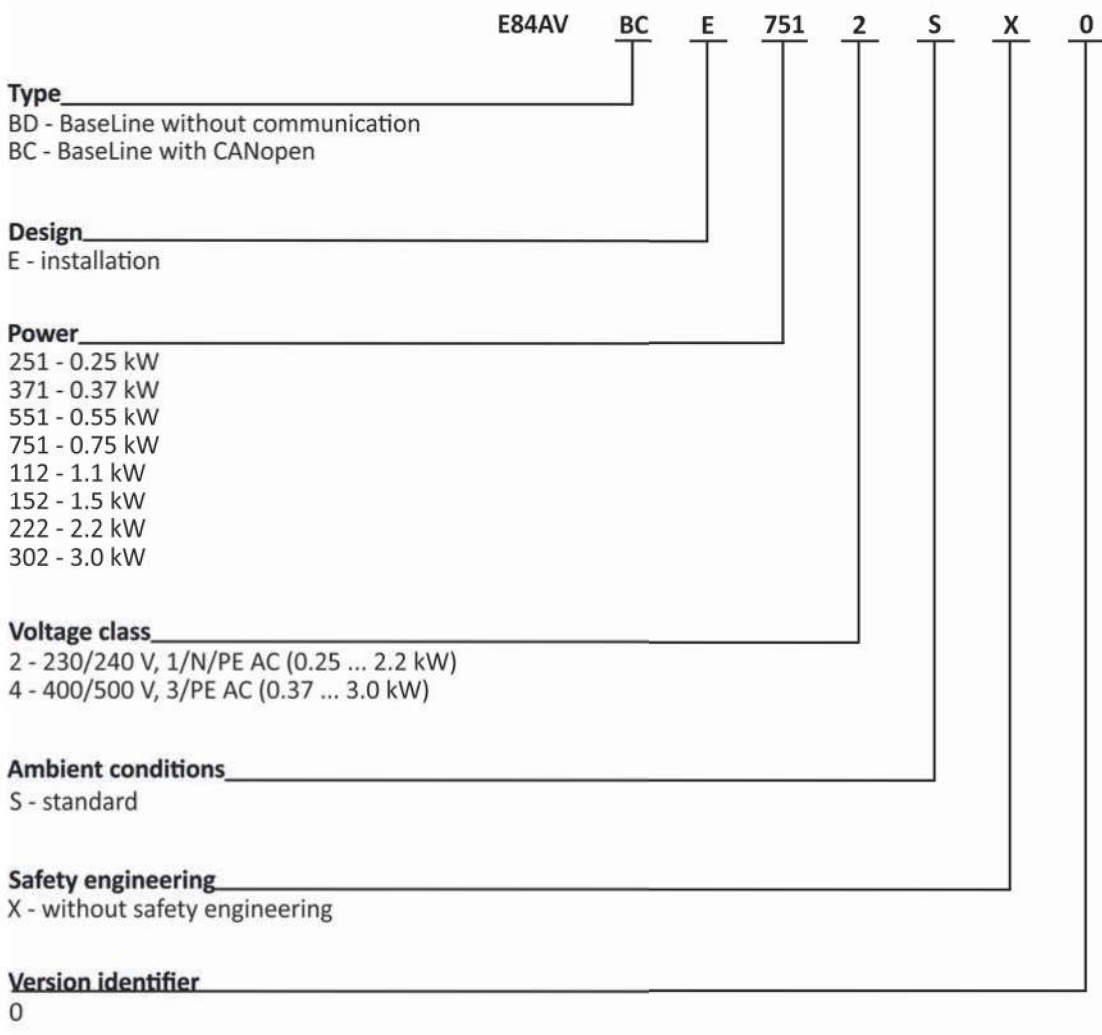 E84AV BC E 751 2 S X 0
Type
BD - BaseLine without communication
BC - BaseLine with CANopen
Design
E - installation
Power
251 - 0.25 kW
371 - 0.37 kW
551 - 0.55 kW
751 - 0.75 kW
112 - 1.1 kW
152 - 1.5 kW
222 - 2.2 kW
302 - 3.0 kW
Voltage class
2 - 230/240 V, 1/N/PE AC (0.25 ... 2.2 kW)
4 - 400/500 V, 3/PE AC (0.37 ... 3.0 kW)
Ambient conditions
S - standard
Safety engineering
X - without safety engineering
Version identifier
0